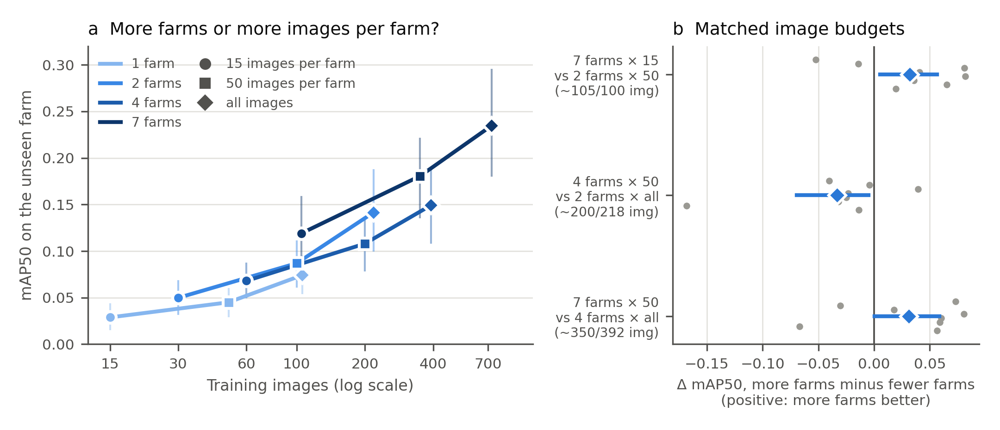 a More farms or more images per farm?
1 farm
2 farms
4 farms
7 farms
15 images per farm
50 images per farm
all images
mAP50 on the unseen farm
0.30
0.25
0.20
0.15
0.10
0.05
0.00
15 30 60 100 200 400 700
Training images (log scale)
b Matched image budgets
7 farms × 15
vs 2 farms × 50
(~105/100 img)
4 farms × 50
vs 2 farms × all
(~200/218 img)
7 farms × 50
vs 4 farms × all
(~350/392 img)
−0.15 −0.10 −0.05 0.00 0.05
Δ mAP50, more farms minus fewer farms
(positive: more farms better)